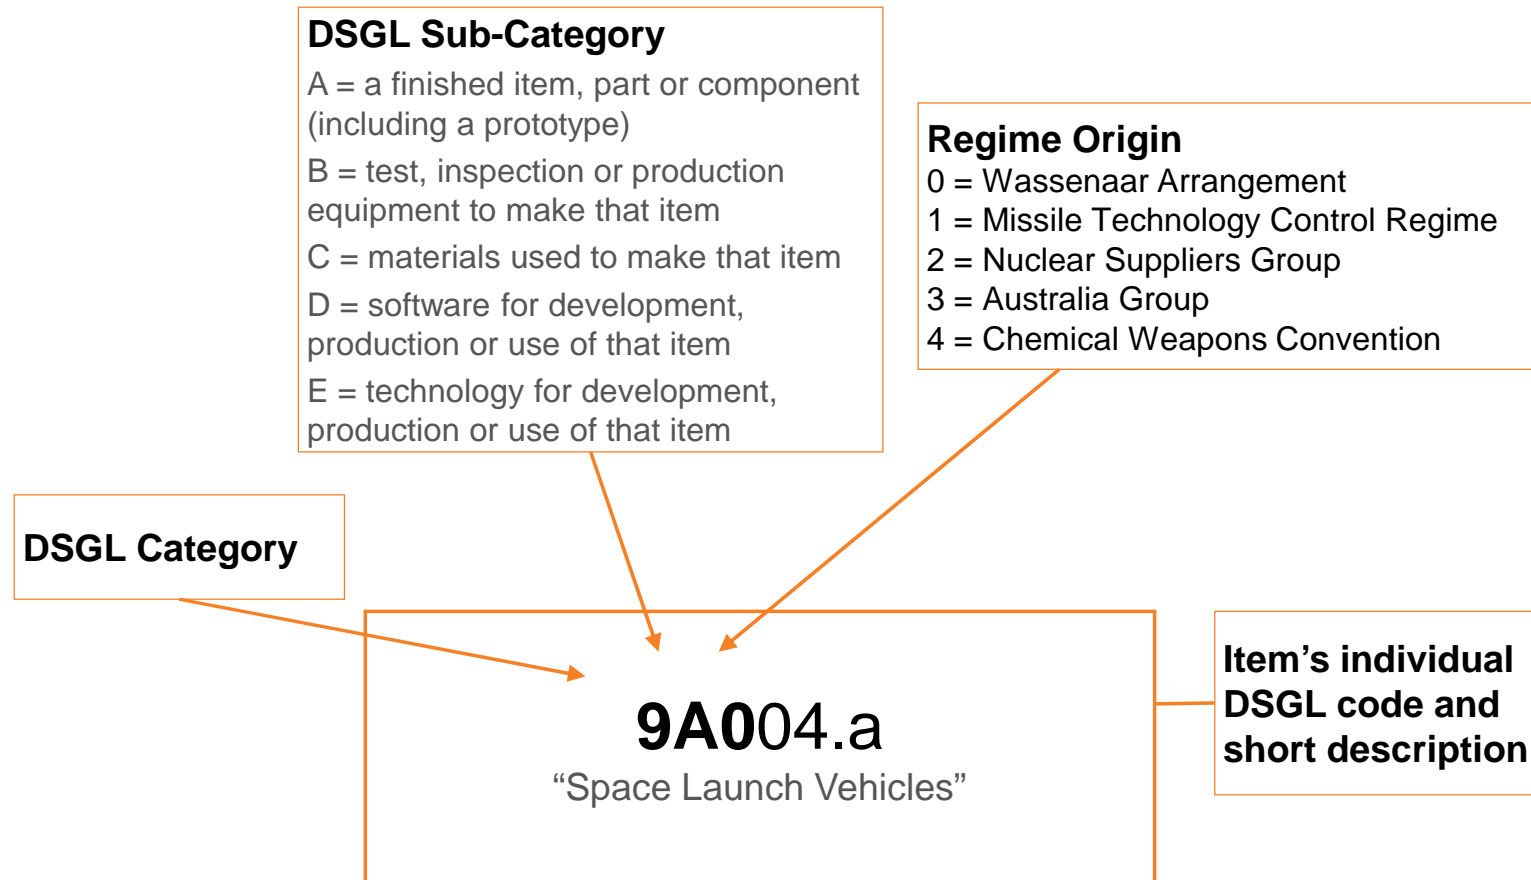 DSGL Sub-Category
A = a finished item, part or component
(including a prototype)
B = test, inspection or production
equipment to make that item
C = materials used to make that item
D = software for development,
production or use of that item
E = technology for development,
production or use of that item
Regime Origin
0 = Wassenaar Arrangement
1 = Missile Technology Control Regime
2 = Nuclear Suppliers Group
3 = Australia Group
4 = Chemical Weapons Convention
DSGL Category
9A004.a
“Space Launch Vehicles”
Item’s individual
DSGL code and
short description